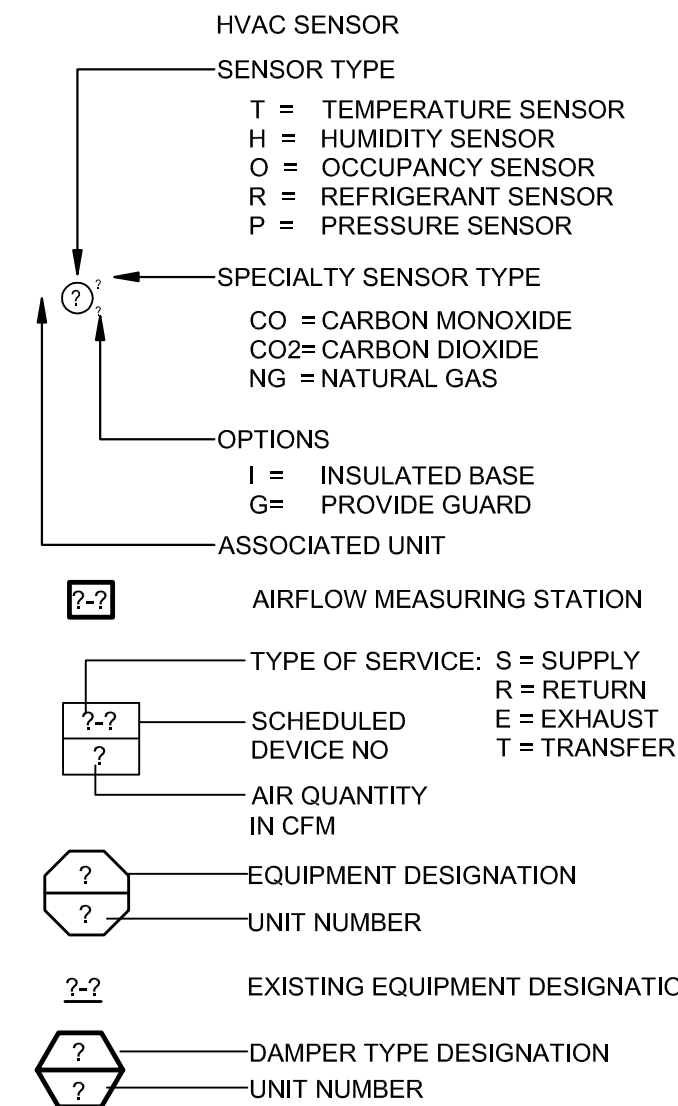 HVAC SENSOR
SENSOR TYPE
T = TEMPERATURE SENSOR
H = HUMIDITY SENSOR
O = OCCUPANCY SENSOR
R = REFRIGERANT SENSOR
P = PRESSURE SENSOR
? ? ?
SPECIALTY SENSOR TYPE
CO = CARBON MONOXIDE
CO2= CARBON DIOXIDE
NG = NATURAL GAS
OPTIONS
I = INSULATED BASE
G= PROVIDE GUARD
ASSOCIATED UNIT
?-? AIRFLOW MEASURING STATION
TYPE OF SERVICE: S = SUPPLY
R = RETURN
?-? SCHEDULED E = EXHAUST
? DEVICE NO T = TRANSFER
AIR QUANTITY
IN CFM
? EQUIPMENT DESIGNATION
? UNIT NUMBER
?-? EXISTING EQUIPMENT DESIGNATIO
? DAMPER TYPE DESIGNATION
? UNIT NUMBER